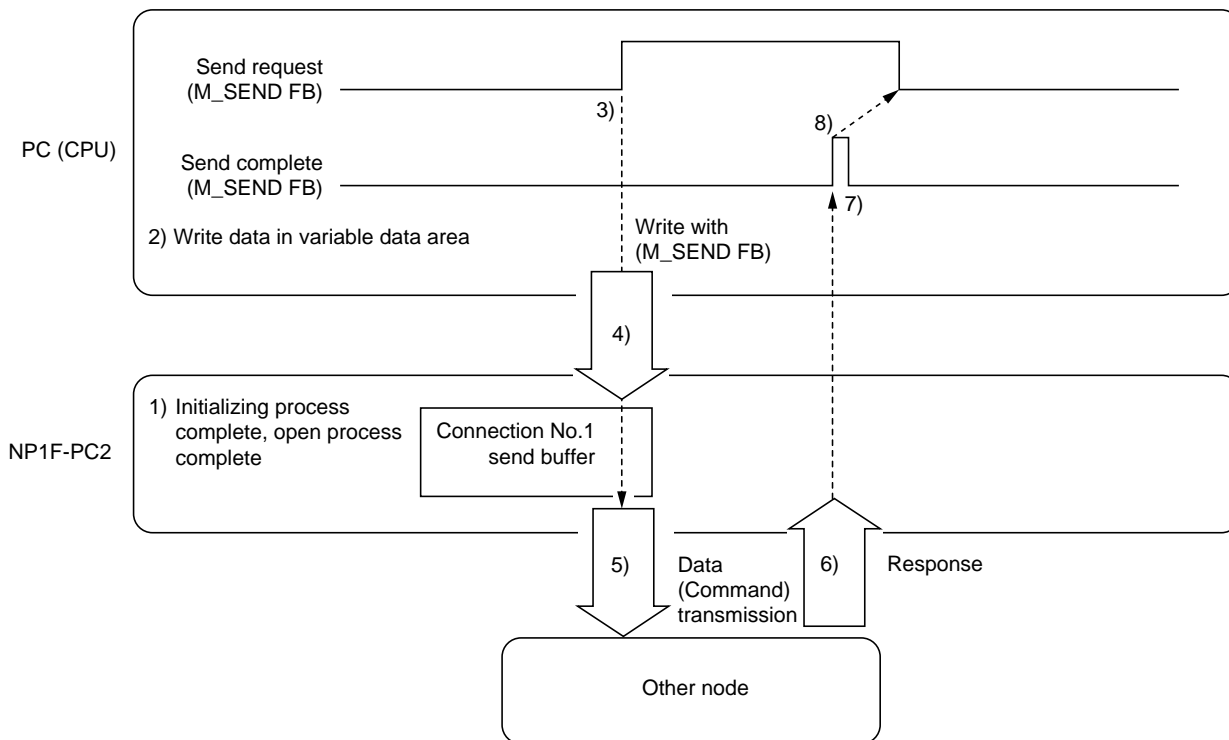 Send request
(M_SEND FB)
3)
8)
PC (CPU)
Send complete
(M_SEND FB)
7)
2) Write data in variable data area
Write with
(M_SEND FB)
4)
1) Initializing process
complete, open process
complete
NP1F-PC2
Connection No.1
send buffer
5)
Data
(Command)
transmission
6)
Response
Other node